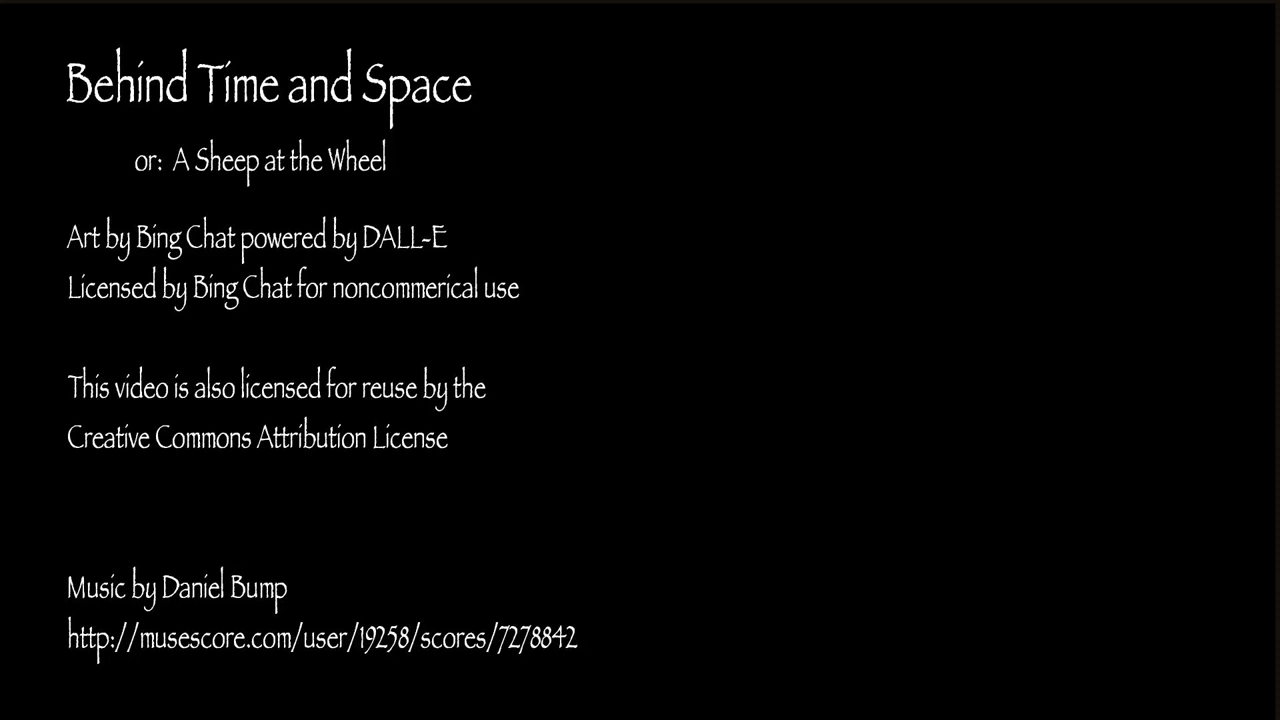 Behind Time and Space
or: A Sheep at the Wheel
Art by Bing Chat powered by DALL-E
Licensed by Bing Chat for noncommerical use
This video is also licensed for reuse by the
Creative Commons Attribution License
Music by Daniel Bump
http://musescore.com/user/19258/scores/7278842